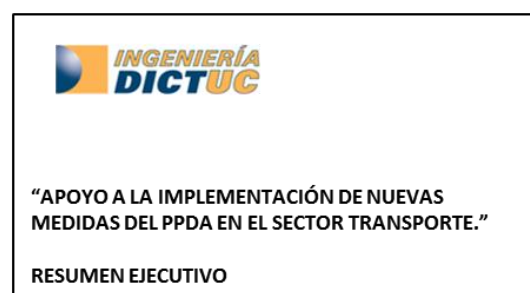 INGENIERÍA
DICTUC
“APOYO A LA IMPLEMENTACIÓN DE NUEVAS
MEDIDAS DEL PPDA EN EL SECTOR TRANSPORTE.”
RESUMEN EJECUTIVO